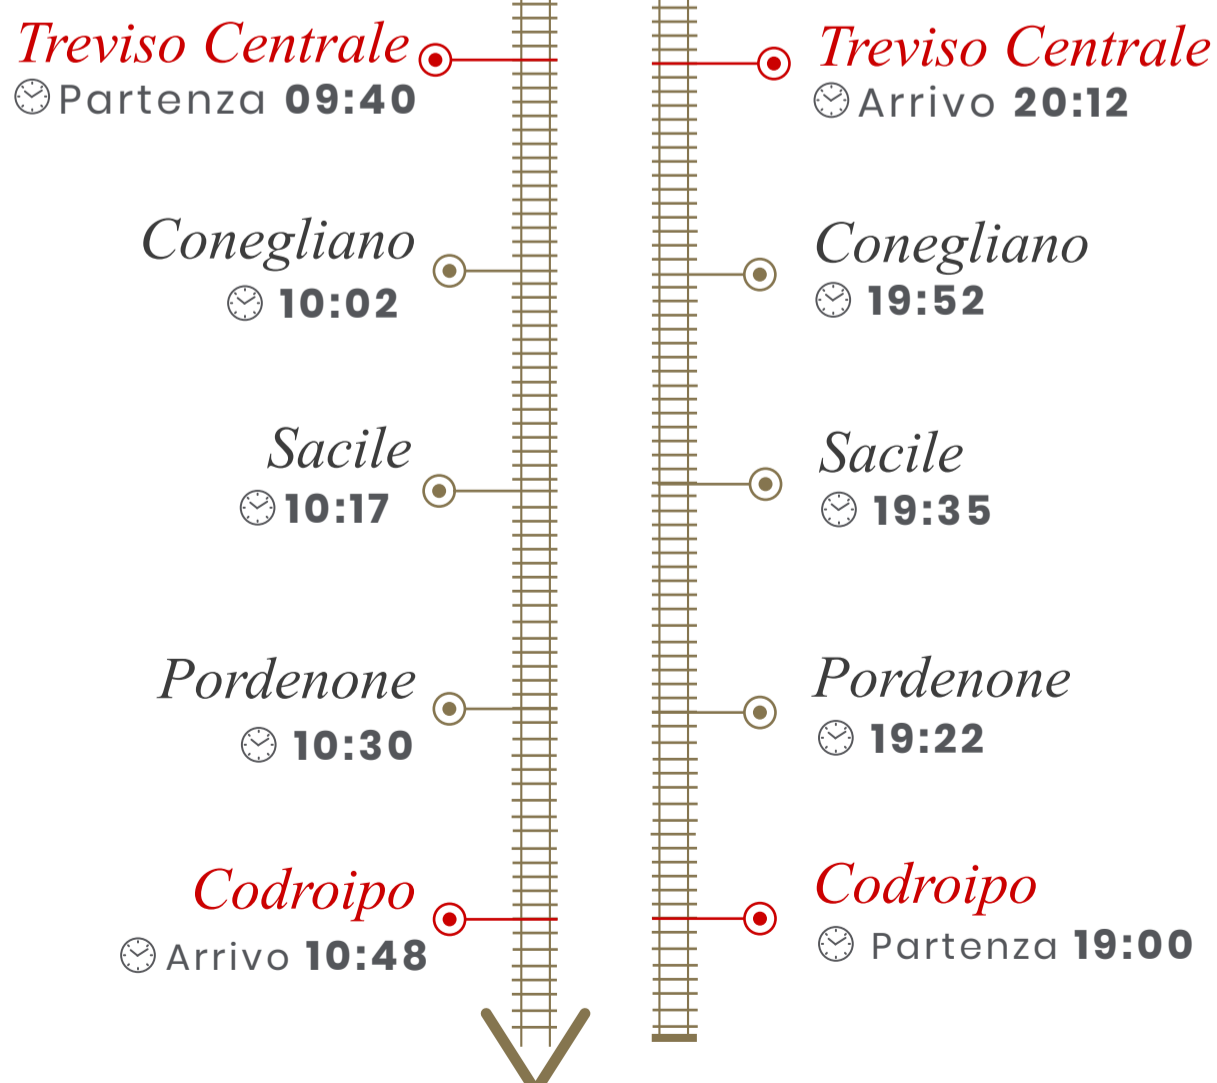 Treviso Centrale
Partenza 09:40
Conegliano
10:02
Sacile
10:17
Pordenone
10:30
Codroipo
Arrivo 10:48
Treviso Centrale
Arrivo 20:12
Conegliano
19:52
Sacile
19:35
Pordenone
19:22
Codroipo
Partenza 19:00